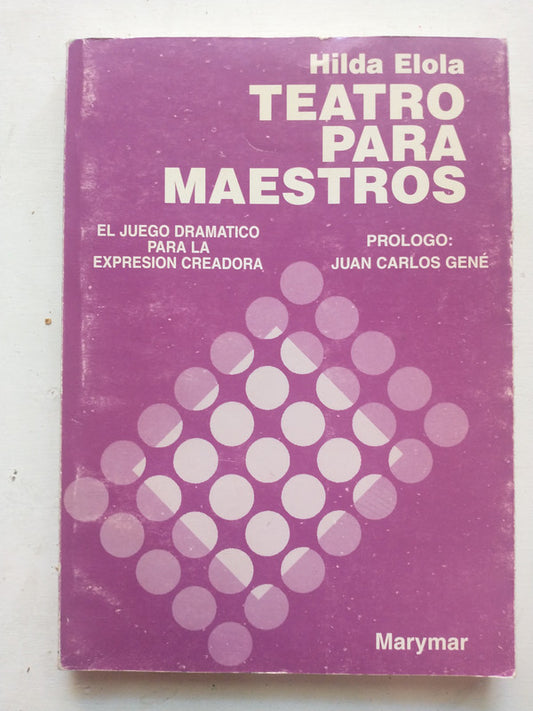 Hilda Elola
TEATRO
PARA
MAESTROS
EL JUEGO DRAMATICO
PARA LA
EXPRESION CREADORA
PROLOGO:
JUAN CARLOS GENÉ
Marymar